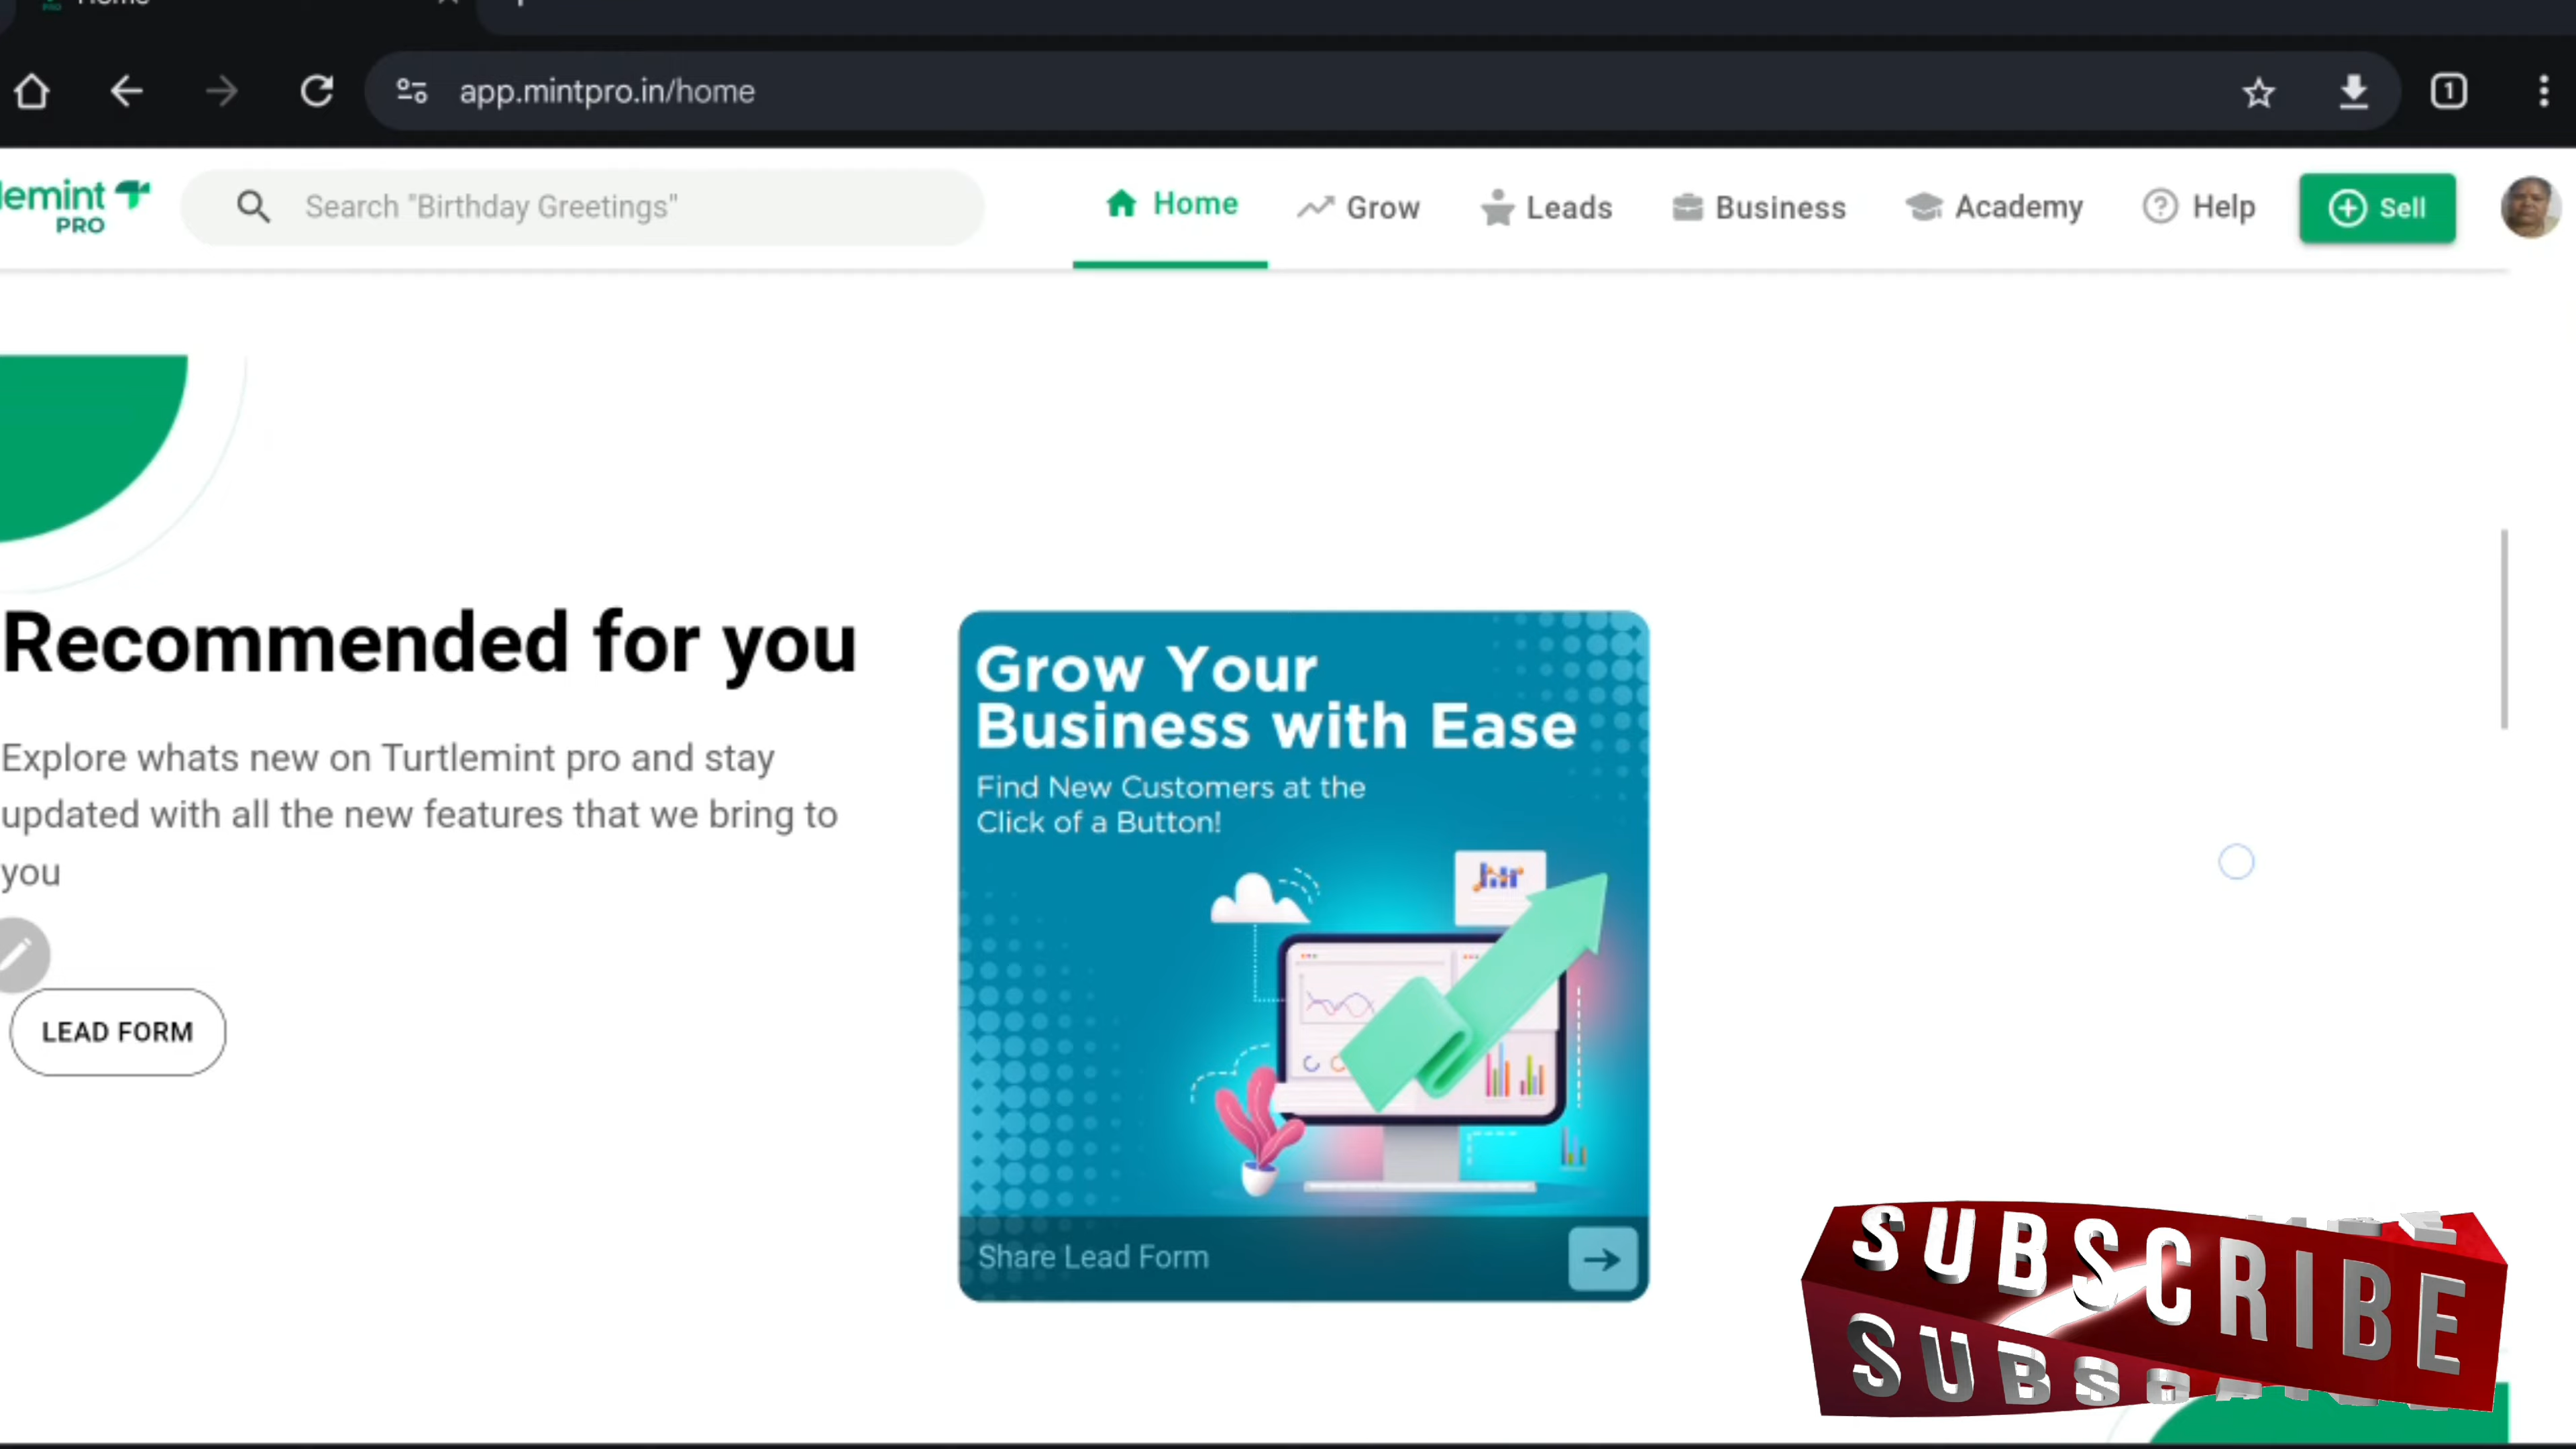 Home
app.mintpro.in/home
1
lemint
PRO
Search "Birthday Greetings"
Home
Grow
Leads
Business
Academy
Help
Sell
Recommended for you
Explore whats new on Turtlemint pro and stay
updated with all the new features that we bring to
you
LEAD FORM
Grow Your
Business with Ease
Find New Customers at the
Click of a Button!
Share Lead Form
SUBSCRIBE